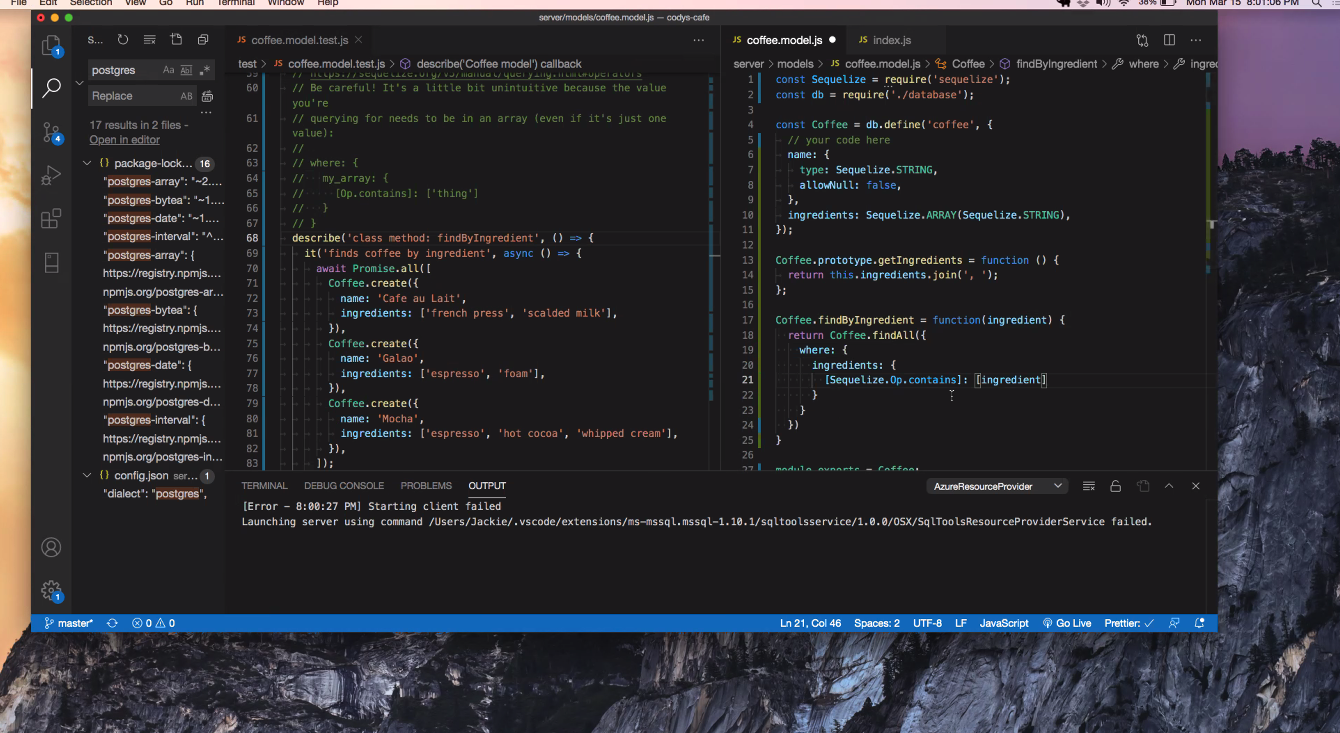 File Edit Selection View Go Run Terminal Window Help
38% Mon Mar 15 8:01:06 PM
server/models/coffee.model.js — codys-cafe
S...
postgres
Aa Ab .*
Replace
AB
17 results in 2 files -
Open in editor
{} package-lock... 16
"postgres-array": "~2....
"postgres-bytea": "~1....
"postgres-date": "~1....
"postgres-interval": "^...
"postgres-array": {
https://registry.npmjs....
npmjs.org/postgres-ar...
"postgres-bytea": {
https://registry.npmjs....
npmjs.org/postgres-b...
"postgres-date": {
https://registry.npmjs....
npmjs.org/postgres-d...
"postgres-interval": {
https://registry.npmjs....
npmjs.org/postgres-in...
{} config.json ser... 1
"dialect": "postgres",
1
4
1
JS coffee.model.test.js
test > JS coffee.model.test.js > describe('Coffee model') callback
59 // https://sequelize.org/v5/manual/querying.html#operators
60 // Be careful! It's a little bit unintuitive because the value
you're
61 // querying for needs to be in an array (even if it's just one
value):
62 //
63 // where: {
64 // my_array: {
65 // [Op.contains]: ['thing']
66 // }
67 // }
68 describe('class method: findByIngredient', () => {
69 it('finds coffee by ingredient', async () => {
70 await Promise.all([
71 Coffee.create({
72 name: 'Cafe au Lait',
73 ingredients: ['french press', 'scalded milk'],
74 }),
75 Coffee.create({
76 name: 'Galao',
77 ingredients: ['espresso', 'foam'],
78 }),
79 Coffee.create({
80 name: 'Mocha',
81 ingredients: ['espresso', 'hot cocoa', 'whipped cream'],
82 }),
83 ]);
JS coffee.model.js JS index.js
server > models > JS coffee.model.js > Coffee > findByIngredient > where > ingrec
1 const Sequelize = require('sequelize');
2 const db = require('./database');
3
4 const Coffee = db.define('coffee', {
5 // your code here
6 name: {
7 type: Sequelize.STRING,
8 allowNull: false,
9 },
10 ingredients: Sequelize.ARRAY(Sequelize.STRING),
11 });
12
13 Coffee.prototype.getIngredients = function () {
14 return this.ingredients.join(', ');
15 };
16
17 Coffee.findByIngredient = function(ingredient) {
18 return Coffee.findAll({
19 where: {
20 ingredients: {
21 [Sequelize.Op.contains]: [ingredient]
22 }
23 }
24 })
25 }
26
27 module.exports = Coffee;
TERMINAL DEBUG CONSOLE PROBLEMS OUTPUT
AzureResourceProvider
[Error - 8:00:27 PM] Starting client failed
Launching server using command /Users/Jackie/.vscode/extensions/ms-mssql.mssql-1.10.1/sqltoolsservice/1.0.0/OSX/SqlToolsResourceProviderService failed.
master* 0 0
Ln 21, Col 46 Spaces: 2 UTF-8 LF JavaScript Go Live Prettier: ✓